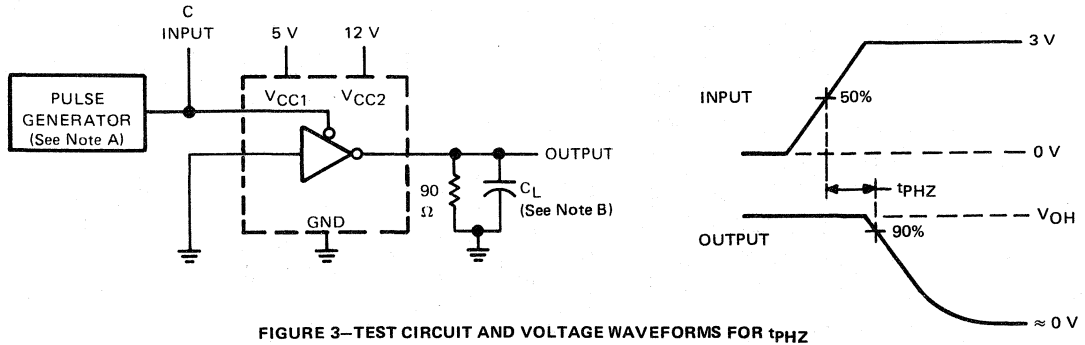 C
INPUT
5 V
12 V
PULSE
GENERATOR
(See Note A)
VCC1
VCC2
GND
90
Ω
CL
(See Note B)
OUTPUT
INPUT
50%
3 V
0 V
tPHZ
OUTPUT
90%
VOH
≈ 0 V
FIGURE 3—TEST CIRCUIT AND VOLTAGE WAVEFORMS FOR tPHZ